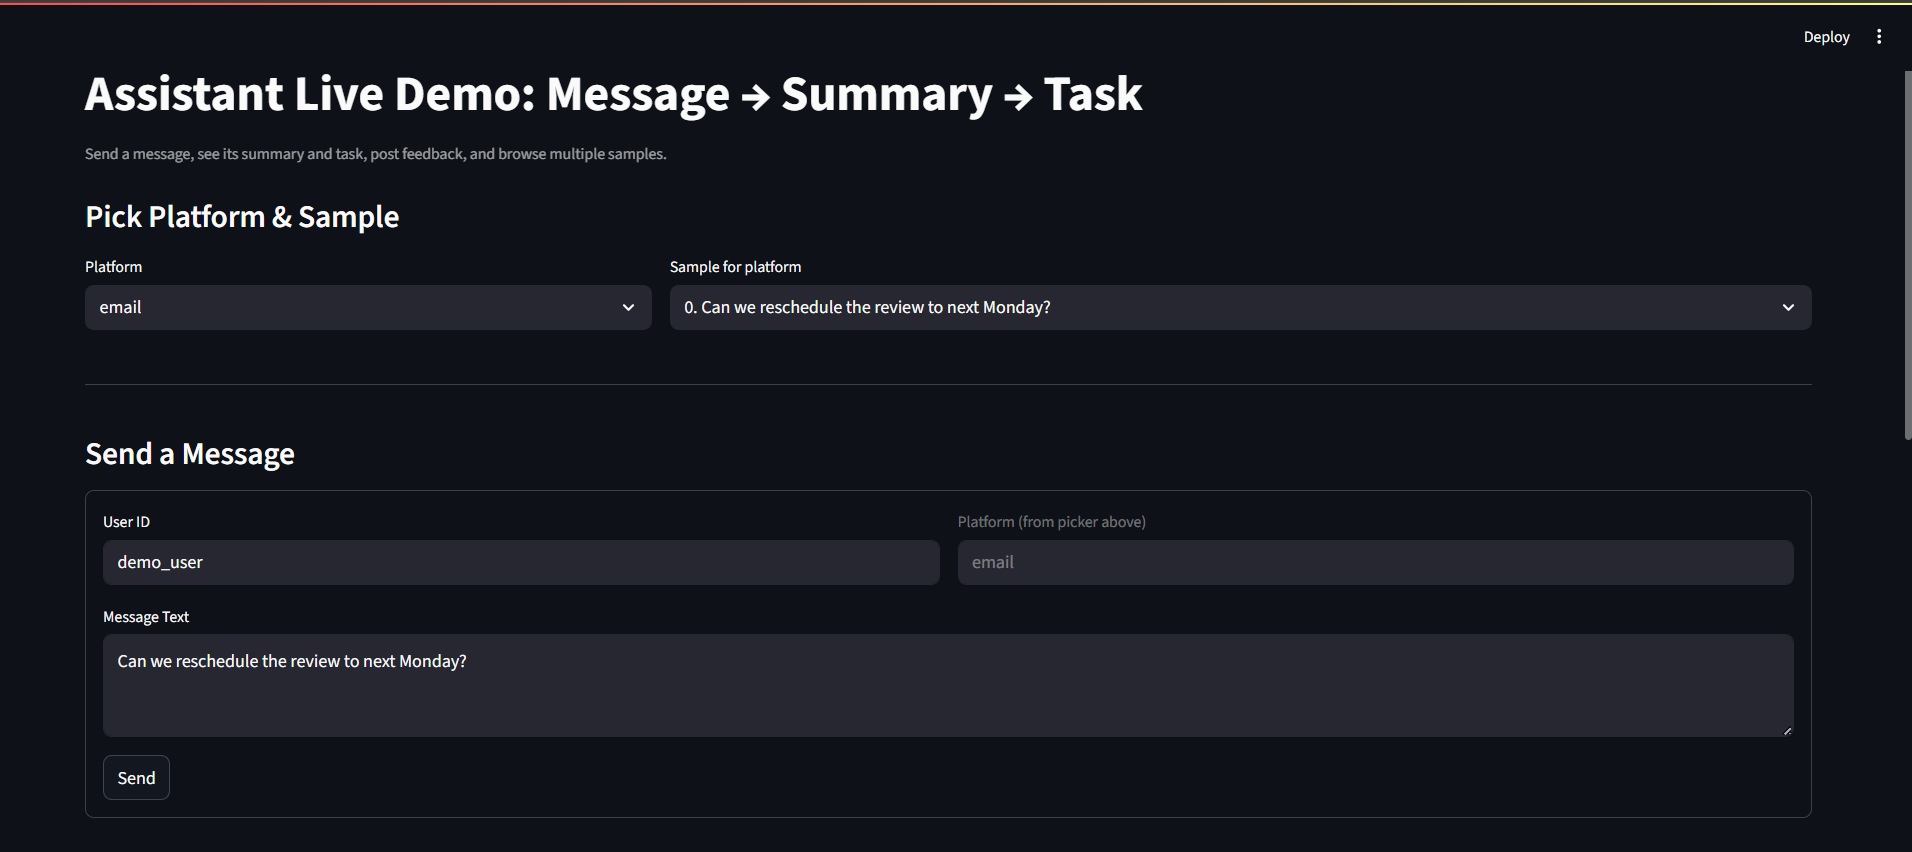 Deploy
Assistant Live Demo: Message → Summary → Task
Send a message, see its summary and task, post feedback, and browse multiple samples.
Pick Platform & Sample
Platform
Sample for platform
email
0. Can we reschedule the review to next Monday?
Send a Message
User ID
Platform (from picker above)
demo_user
email
Message Text
Can we reschedule the review to next Monday?
Send